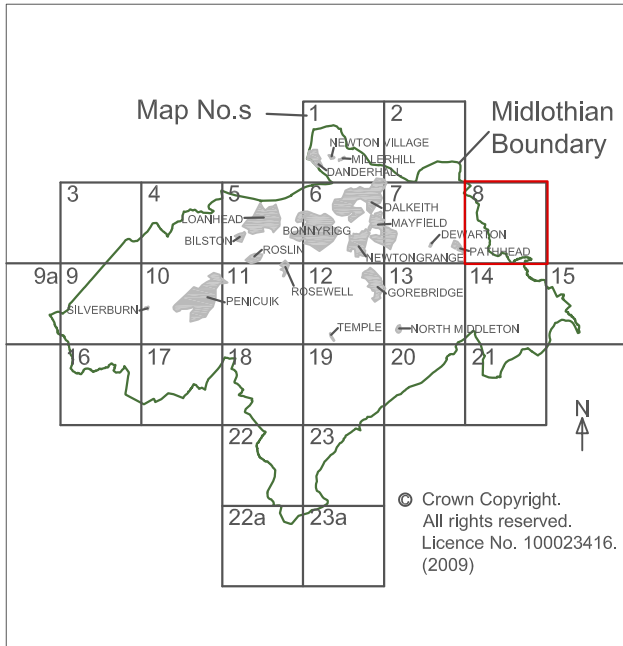 Map No.s
Midlothian
Boundary
1
2
NEWTON VILLAGE
MILLERHILL
DANDERHALL
3
4
5
6
7
8
DALKEITH
LOANHEAD
MAYFIELD
BONNYRIGG
DEWARTON
BILSTON
PATHHEAD
ROSLIN
NEWTONGRANGE
9a
9
10
11
12
13
14
15
ROSEWELL
GOREBRIDGE
PENICUIK
SILVERBURN
TEMPLE
NORTH MIDDLETON
16
17
18
19
20
21
N
22
23
22a
23a
© Crown Copyright.
All rights reserved.
Licence No. 100023416.
(2009)